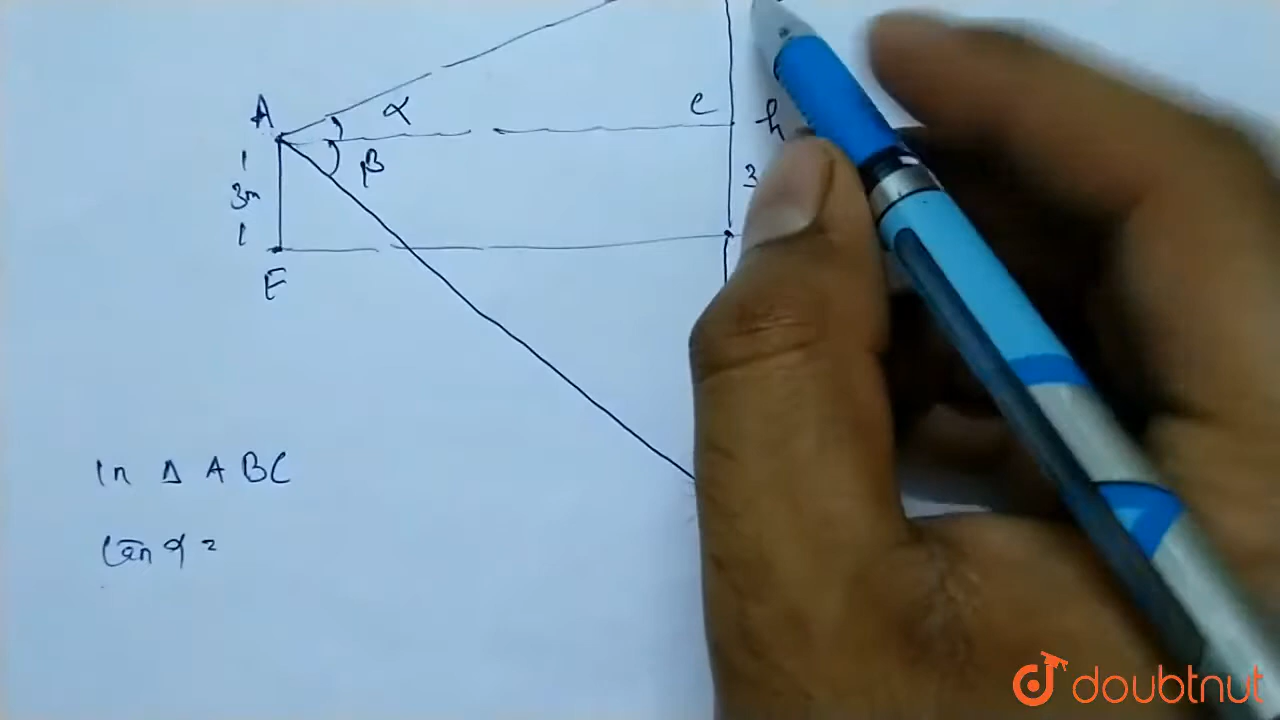 A
α
C
h
β
3m
3
E
In Δ ABC
tan α =
doubtnut